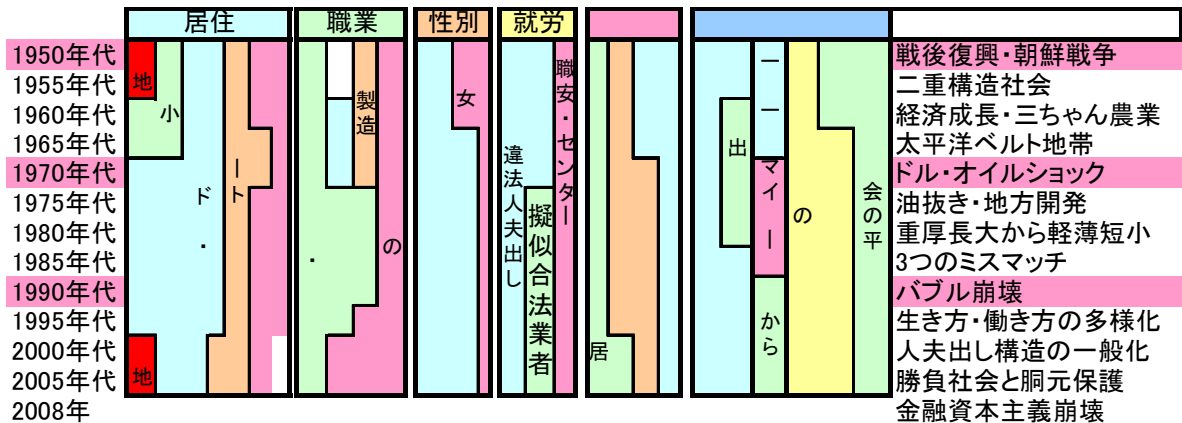 居住 職業 性別 就労
1950年代 戦後復興・朝鮮戦争
1955年代 二重構造社会
1960年代 経済成長・三ちゃん農業
1965年代 太平洋ベルト地帯
1970年代 ドル・オイルショック
1975年代 油抜き・地方開発
1980年代 重厚長大から軽薄短小
1985年代 3つのミスマッチ
1990年代 バブル崩壊
1995年代 生き方・働き方の多様化
2000年代 人夫出し構造の一般化
2005年代 勝負社会と胴元保護
2008年 金融資本主義崩壊
地
小
ド・
ート
地
製造
・
の
女
違法人夫出し
擬似合法業者
職安・センター
居
出
ーー
マイー
から
の
会の平